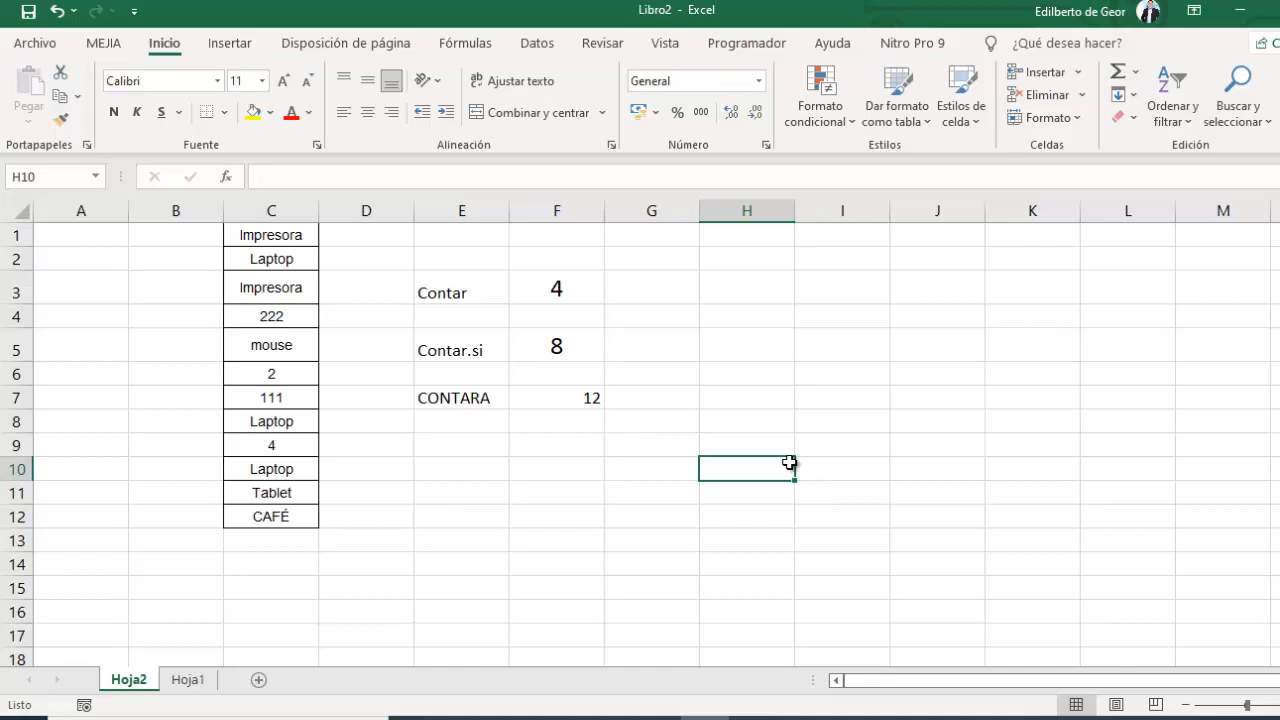 Libro2 - Excel
Edilberto de Geor
Archivo MEJIA Inicio Insertar Disposición de página Fórmulas Datos Revisar Vista Programador Ayuda Nitro Pro 9 ¿Qué desea hacer? C
Pegar
Calibri 11
N K S
Ajustar texto
Combinar y centrar
General
% 000
Formato condicional
Dar formato como tabla
Estilos de celda
Insertar
Eliminar
Formato
Ordenar y filtrar
Buscar y seleccionar
Portapapeles Fuente Alineación Número Estilos Celdas Edición
H10 fx
A B C D E F G H I J K L M
1 Impresora
2 Laptop
3 Impresora Contar 4
4 222
5 mouse Contar.si 8
6 2
7 111 CONTARA 12
8 Laptop
9 4
10 Laptop
11 Tablet
12 CAFÉ
13
14
15
16
17
18
Hoja2 Hoja1
Listo